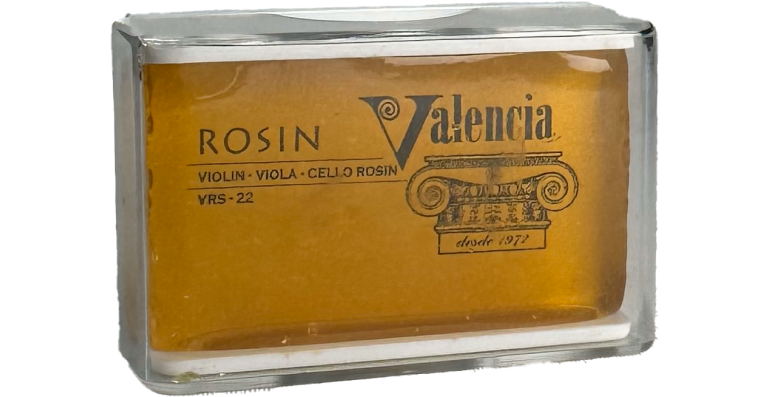 ROSIN
VIOLIN · VIOLA · CELLO ROSIN
VRS - 22
Valencia
desde 1972